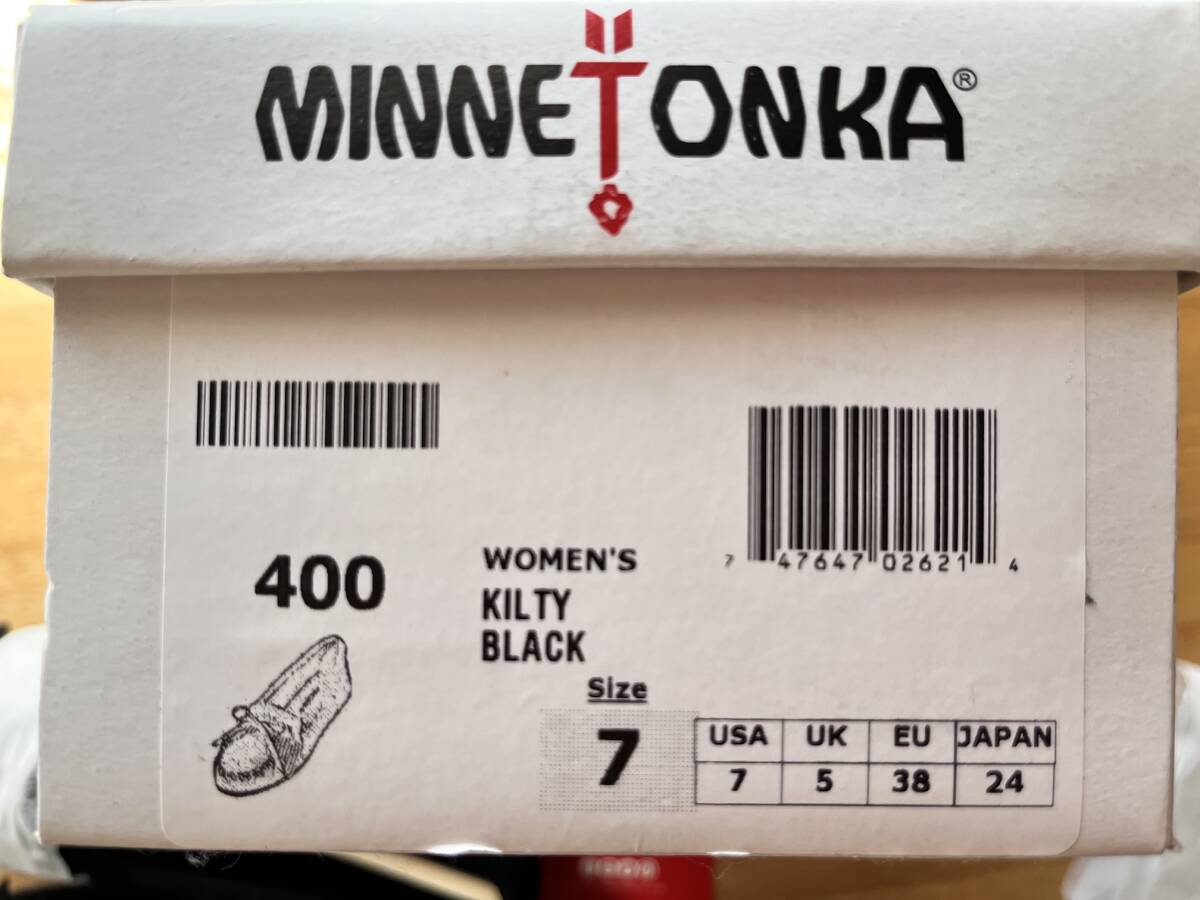 MINNETONKA®
400
WOMEN'S
KILTY
BLACK
7 47647 02621 4
Size
7
USA UK EU JAPAN
7 5 38 24